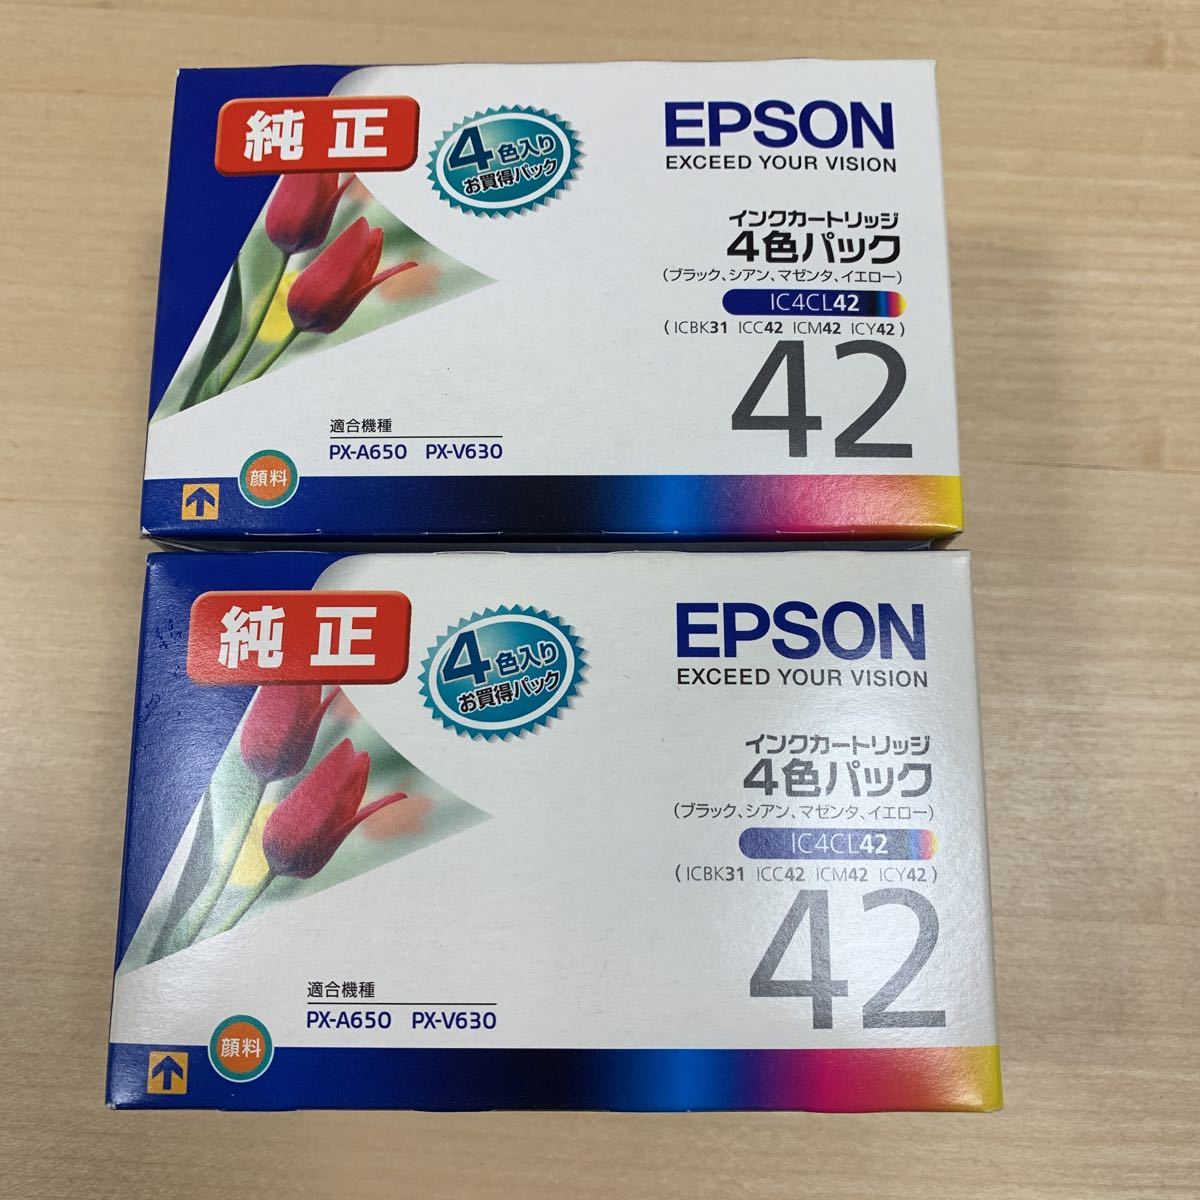 純正
4色入り
お買得パック
EPSON
EXCEED YOUR VISION
インクカートリッジ
4色パック
(ブラック、シアン、マゼンタ、イエロー)
IC4CL42
(ICBK31 ICC42 ICM42 ICY42)
42
適合機種
PX-A650 PX-V630
顔料
純正
4色入り
お買得パック
EPSON
EXCEED YOUR VISION
インクカートリッジ
4色パック
(ブラック、シアン、マゼンタ、イエロー)
IC4CL42
(ICBK31 ICC42 ICM42 ICY42)
42
適合機種
PX-A650 PX-V630
顔料